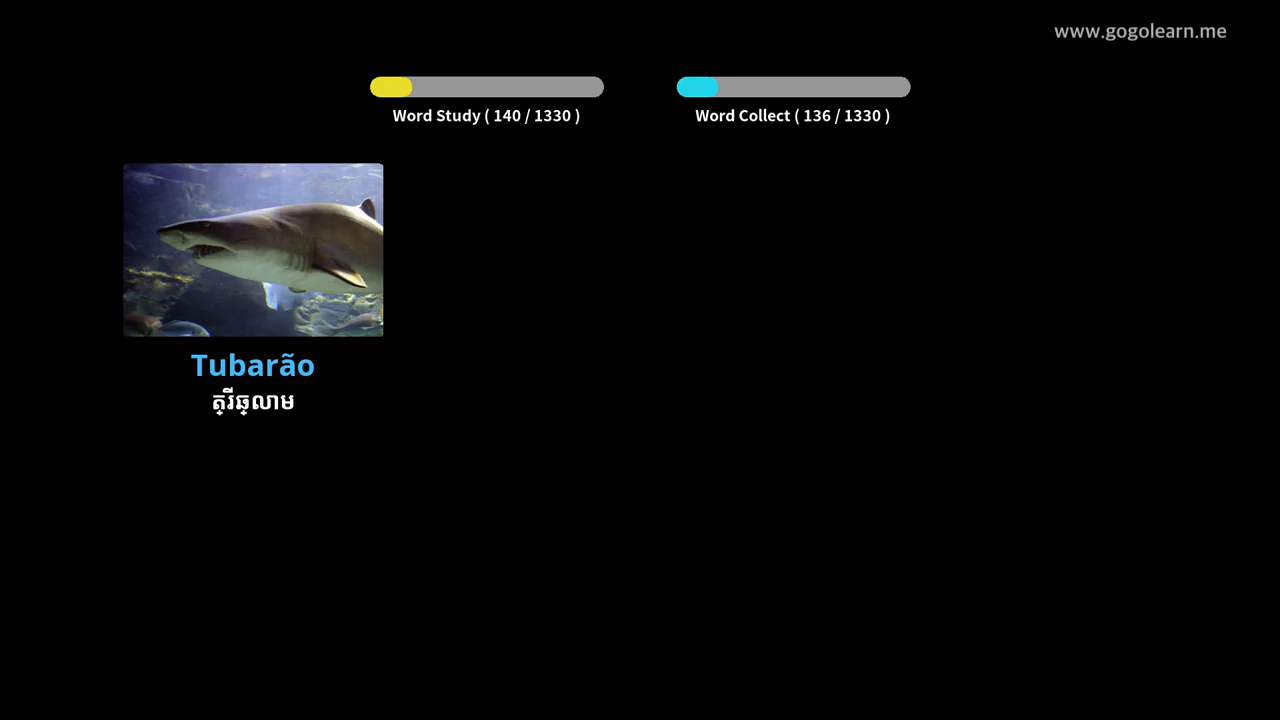 www.gogolearn.me
Word Study ( 140 / 1330 )
Word Collect ( 136 / 1330 )
Tubarão
ត្រីឆ្លាម